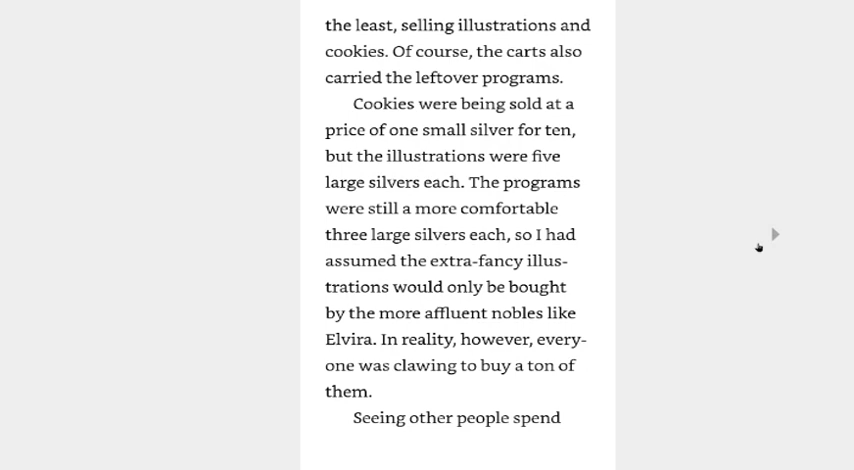 the least, selling illustrations and
cookies. Of course, the carts also
carried the leftover programs.
Cookies were being sold at a
price of one small silver for ten,
but the illustrations were five
large silvers each. The programs
were still a more comfortable
three large silvers each, so I had
assumed the extra-fancy illus-
trations would only be bought
by the more affluent nobles like
Elvira. In reality, however, every-
one was clawing to buy a ton of
them.
Seeing other people spend